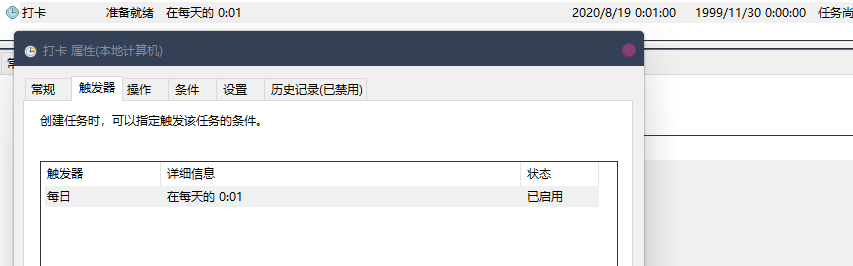 打卡 准备就绪 在每天的 0:01 2020/8/19 0:01:00 1999/11/30 0:00:00 任务尚
打卡 属性(本地计算机)
常规 触发器 操作 条件 设置 历史记录(已禁用)
创建任务时，可以指定触发该任务的条件。
触发器 详细信息 状态
每日 在每天的 0:01 已启用